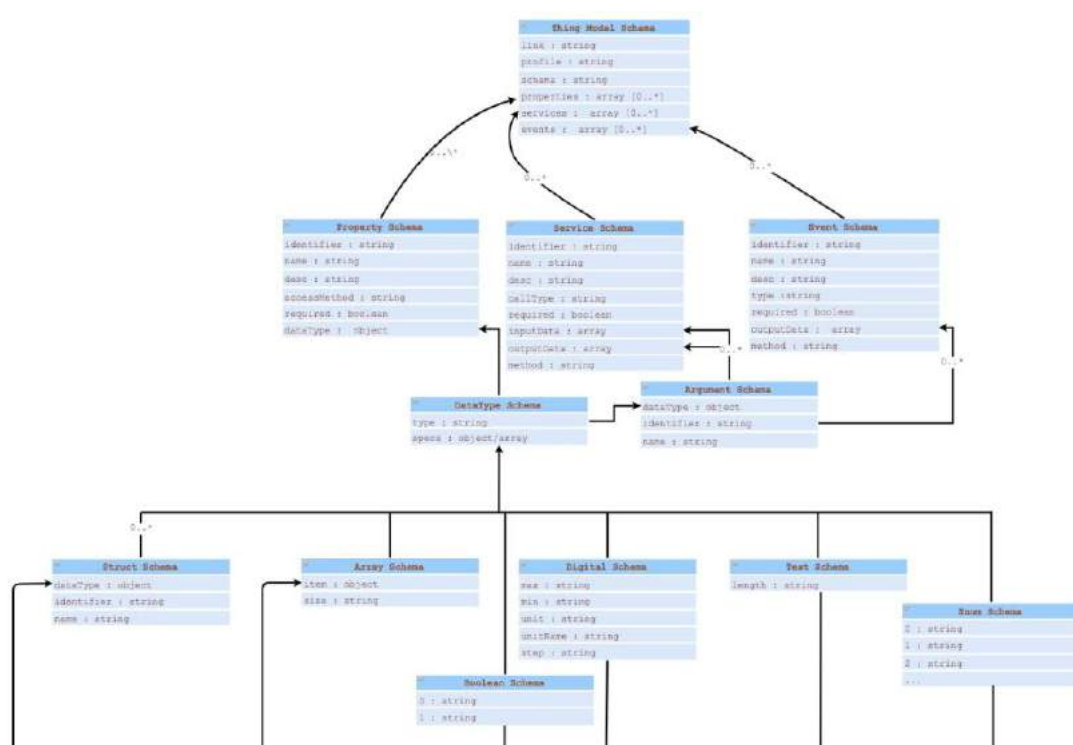 Thing Model Schema
link : string
profile : string
schema : string
properties : array [0..*]
services : array [0..*]
events : array [0..*]
0..\*
0..*
0..*
Property Schema
identifier : string
name : string
desc : string
accessMethod : string
required : boolean
dataType : object
Service Schema
identifier : string
name : string
desc : string
callType : string
required : boolean
inputData : array
outputData : array
method : string
Event Schema
identifier : string
name : string
desc : string
type :string
required : boolean
outputData : array
method : string
0..*
0..*
DataType Schema
type : string
specs : object/array
Argument Schema
dataType : object
identifier : string
name : string
0..*
Struct Schema
dataType : object
identifier : string
name : string
Array Schema
item : object
size : string
Digital Schema
max : string
min : string
unit : string
unitName : string
step : string
Text Schema
length : string
Enum Schema
0 : string
1 : string
2 : string
...
Boolean Schema
0 : string
1 : string